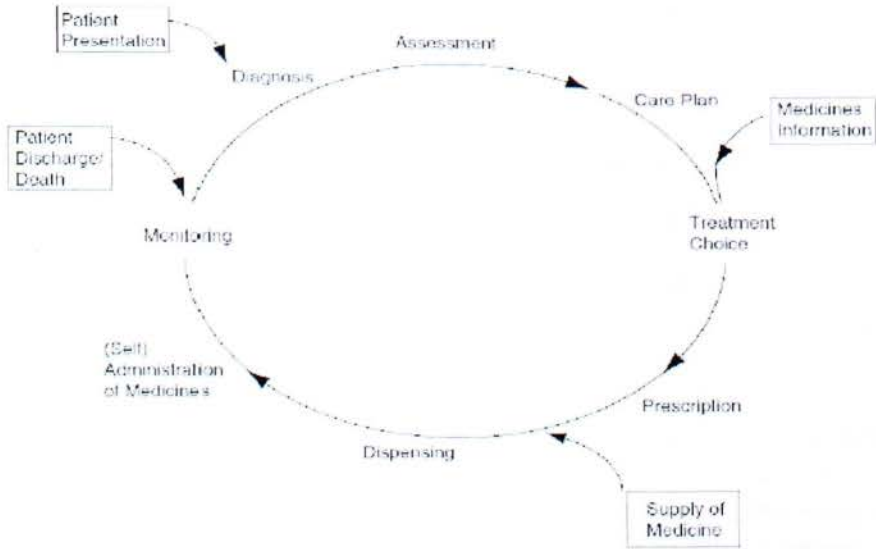 Patient
Presentation
Assessment
Diagnosis
Care Plan
Medicines
Information
Patient
Discharge/
Death
Monitoring
Treatment
Choice
(Self)
Administration
of Medicines
Prescription
Dispensing
Supply of
Medicine